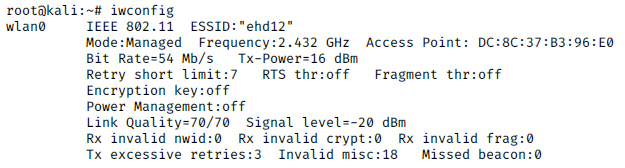 root@kali:~# iwconfig
wlan0     IEEE 802.11  ESSID:"ehd12"
          Mode:Managed  Frequency:2.432 GHz  Access Point: DC:8C:37:B3:96:E0
          Bit Rate=54 Mb/s   Tx-Power=16 dBm
          Retry short limit:7   RTS thr:off   Fragment thr:off
          Encryption key:off
          Power Management:off
          Link Quality=70/70  Signal level=-20 dBm
          Rx invalid nwid:0  Rx invalid crypt:0  Rx invalid frag:0
          Tx excessive retries:3  Invalid misc:18   Missed beacon:0